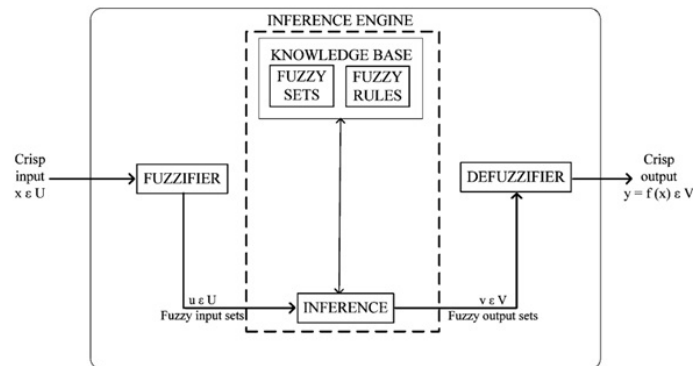 INFERENCE ENGINE
KNOWLEDGE BASE
FUZZY
SETS
FUZZY
RULES
Crisp
input
x ε U
FUZZIFIER
DEFUZZIFIER
Crisp
output
y = f (x) ε V
u ε U
Fuzzy input sets
INFERENCE
v ε V
Fuzzy output sets